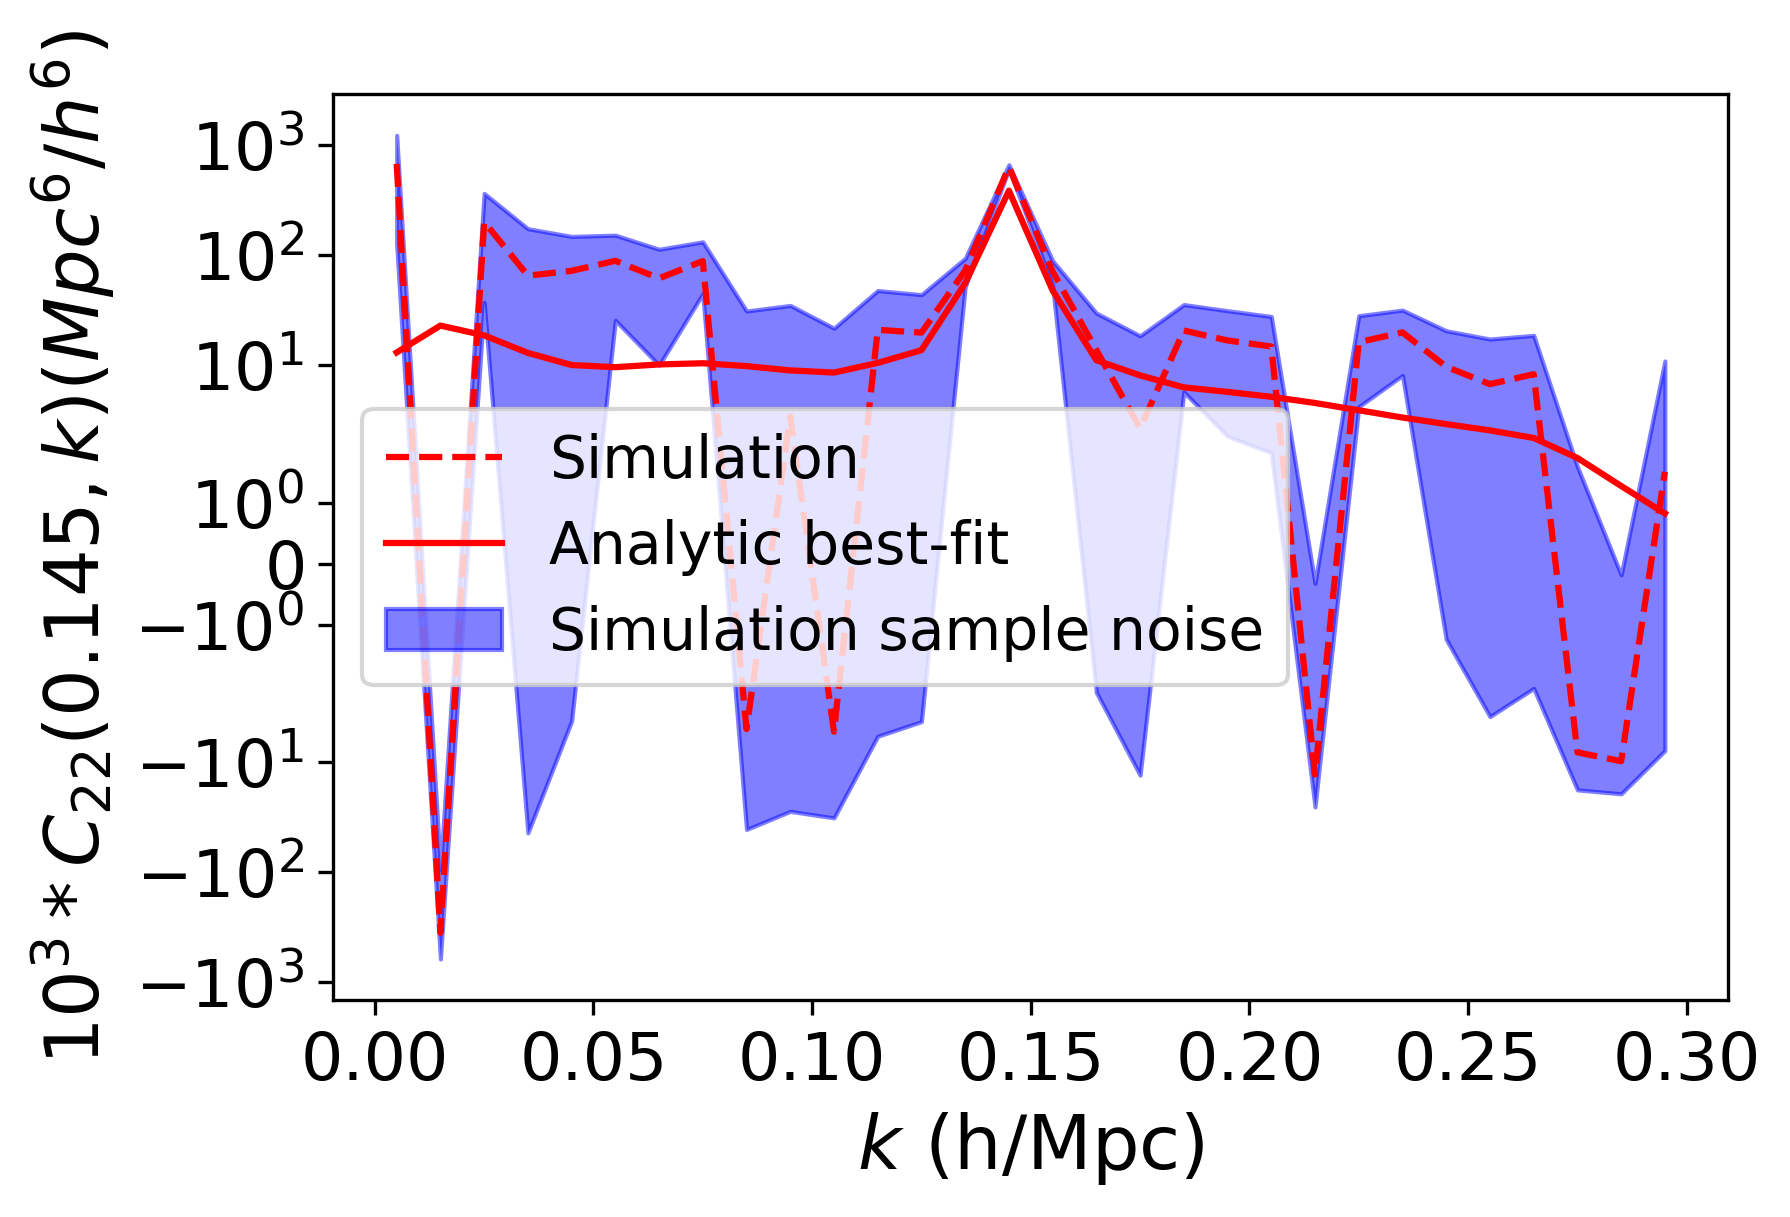 10³ * C₂₂(0.145, k)(Mpc⁶/h⁶)
10³
10²
10¹
10⁰
0
−10⁰
−10¹
−10²
−10³
Simulation
Analytic best-fit
Simulation sample noise
0.00 0.05 0.10 0.15 0.20 0.25 0.30
k (h/Mpc)